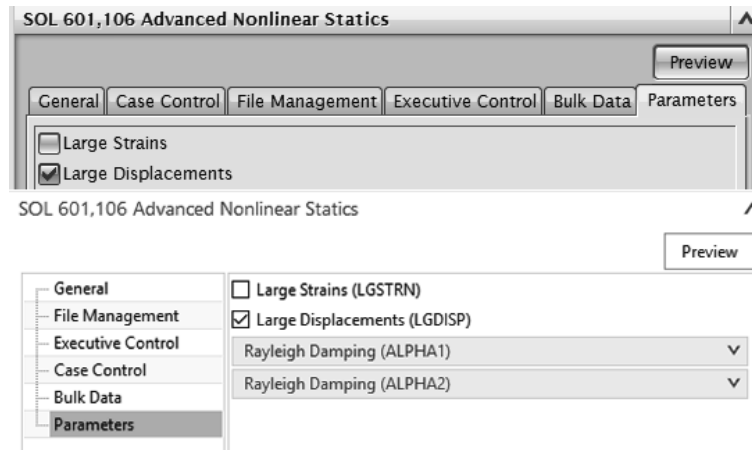 SOL 601,106 Advanced Nonlinear Statics
Preview
General Case Control File Management Executive Control Bulk Data Parameters
Large Strains
Large Displacements
SOL 601,106 Advanced Nonlinear Statics
Preview
General
File Management
Executive Control
Case Control
Bulk Data
Parameters
Large Strains (LGSTRN)
Large Displacements (LGDISP)
Rayleigh Damping (ALPHA1)
Rayleigh Damping (ALPHA2)